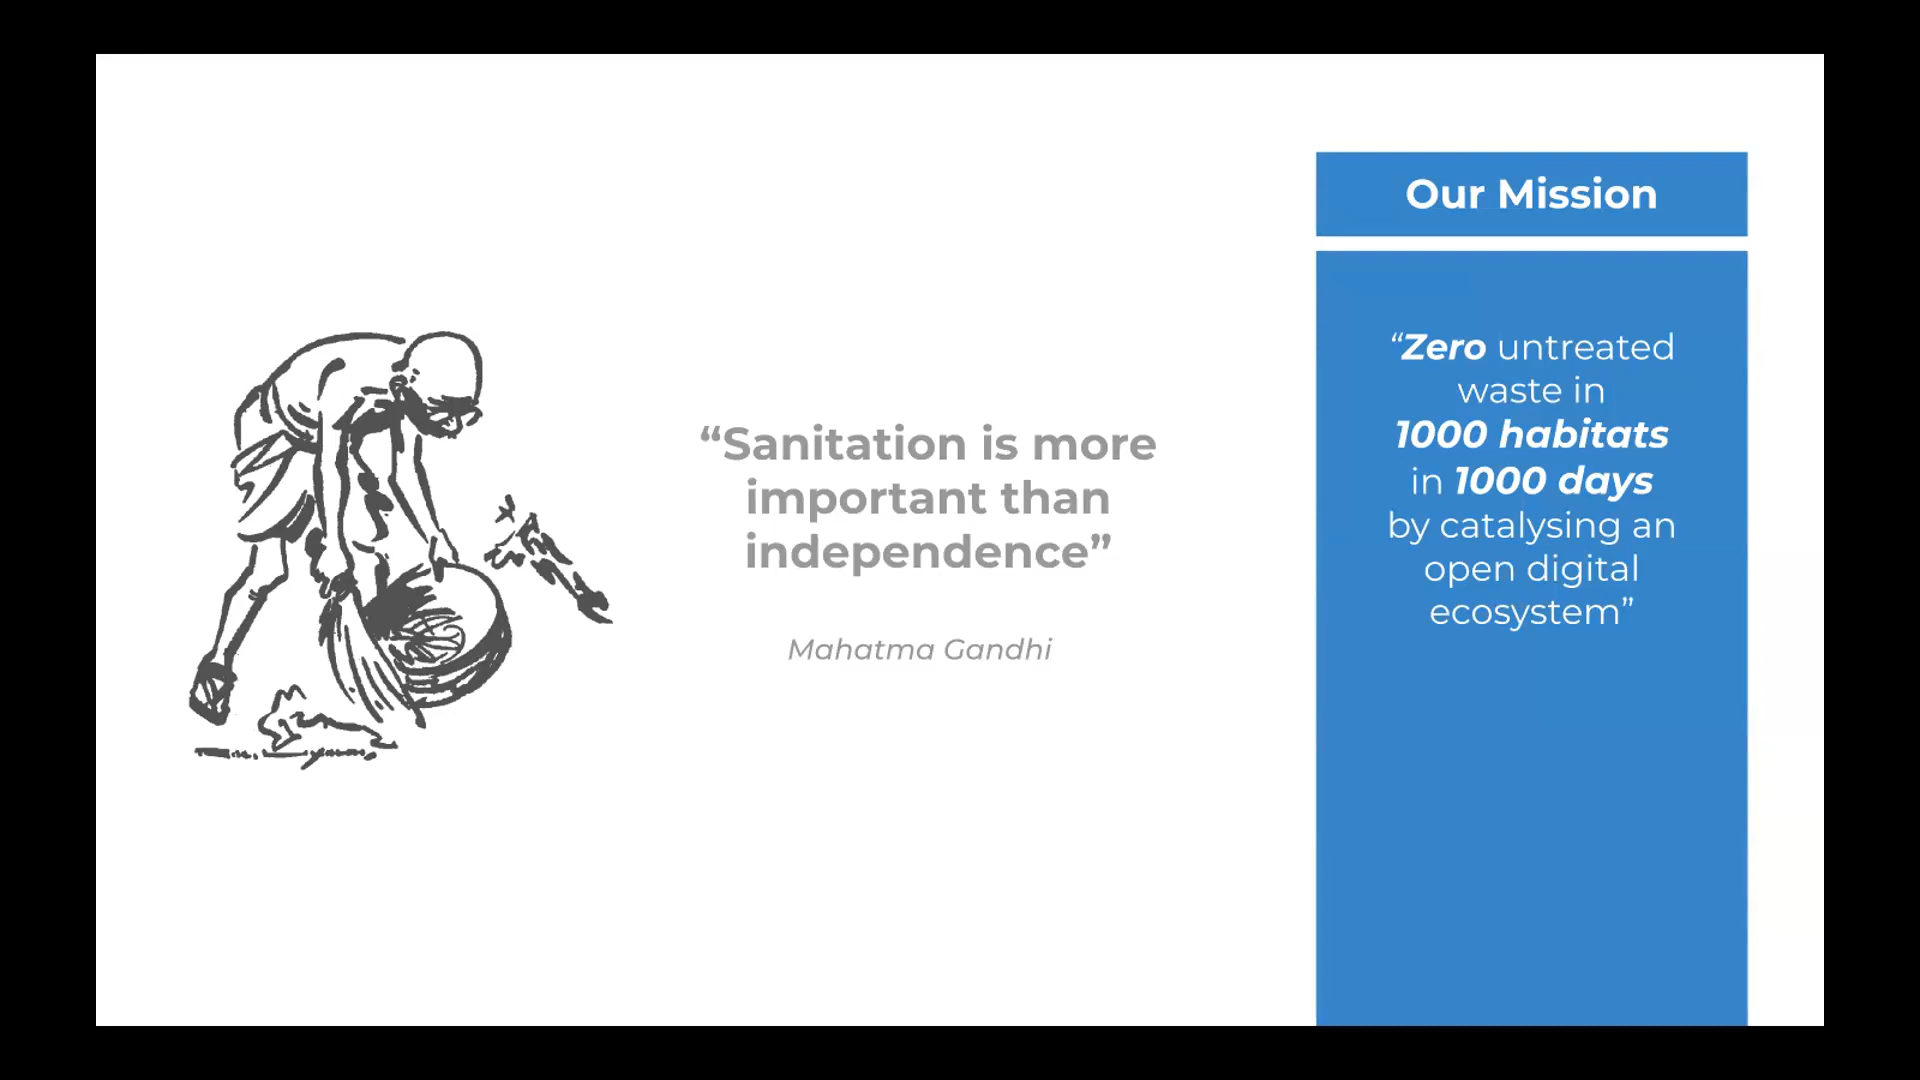 “Sanitation is more
important than
independence”
Mahatma Gandhi
Our Mission
“Zero untreated
waste in
1000 habitats
in 1000 days
by catalysing an
open digital
ecosystem”